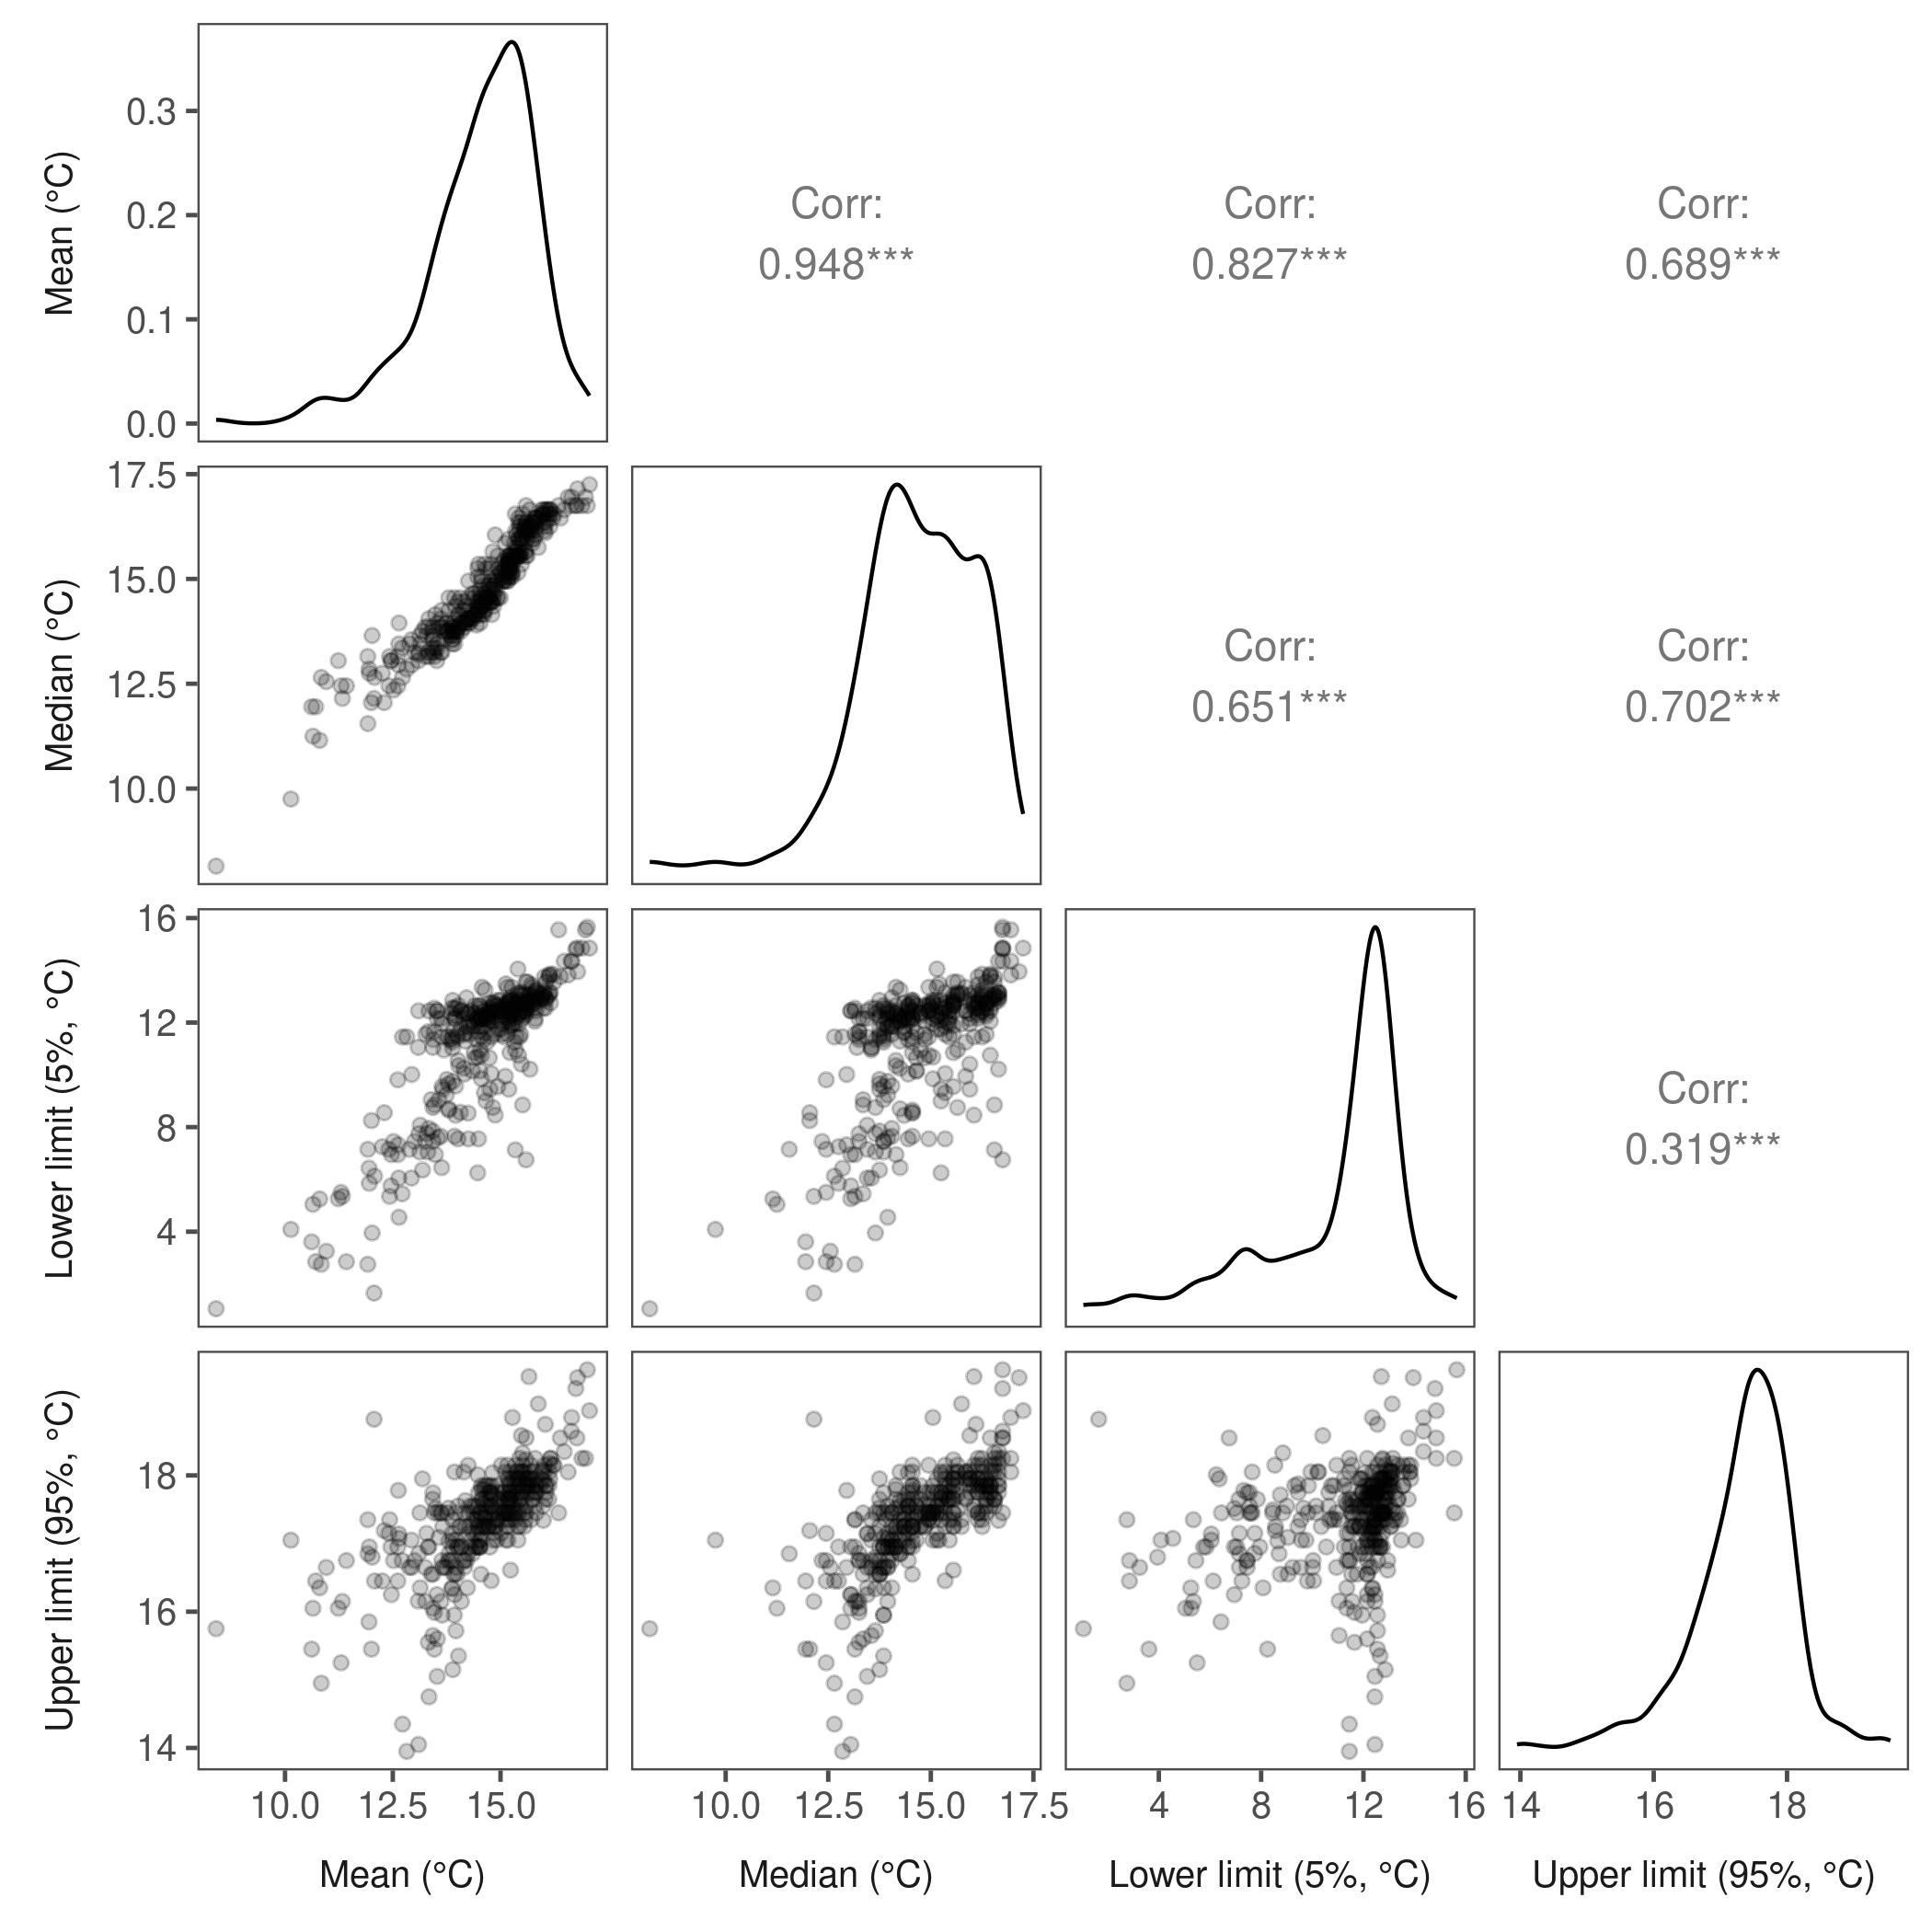 Mean (°C)
0.3
0.2
0.1
0.0
Corr:
0.948***
Corr:
0.827***
Corr:
0.689***
Median (°C)
17.5
15.0
12.5
10.0
Corr:
0.651***
Corr:
0.702***
Lower limit (5%, °C)
16
12
8
4
Corr:
0.319***
Upper limit (95%, °C)
18
16
14
10.0 12.5 15.0
10.0 12.5 15.0 17.5
4 8 12 16
14 16 18
Mean (°C)
Median (°C)
Lower limit (5%, °C)
Upper limit (95%, °C)